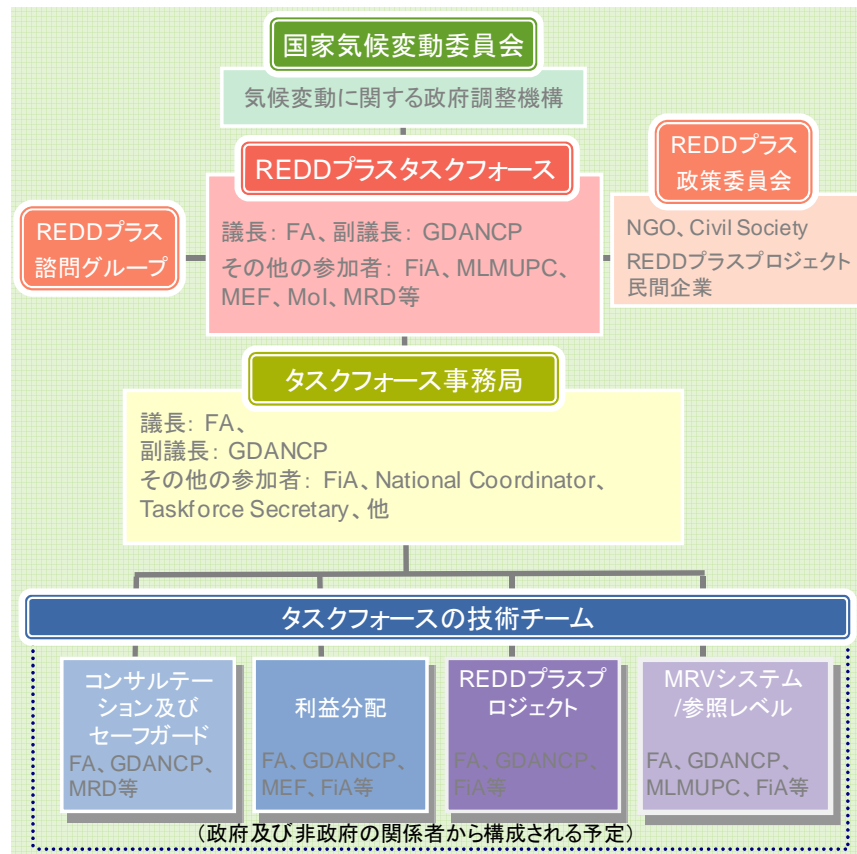 国家気候変動委員会
気候変動に関する政府調整機構
REDDプラスタスクフォース
議長： FA、副議長： GDANCP
その他の参加者： FiA、MLMUPC、
MEF、MoI、MRD等
REDDプラス
諮問グループ
REDDプラス
政策委員会
NGO、Civil Society
REDDプラスプロジェクト
民間企業
タスクフォース事務局
議長： FA、
副議長： GDANCP
その他の参加者： FiA、National Coordinator、
Taskforce Secretary、他
タスクフォースの技術チーム
コンサルテー
ション及び
セーフガード
FA、GDANCP、
MRD等
利益分配
FA、GDANCP、
MEF、FiA等
REDDプラスプ
ロジェクト
FA、GDANCP、
FiA等
MRVシステム
/参照レベル
FA、GDANCP、
MLMUPC、FiA等
（政府及び非政府の関係者から構成される予定）